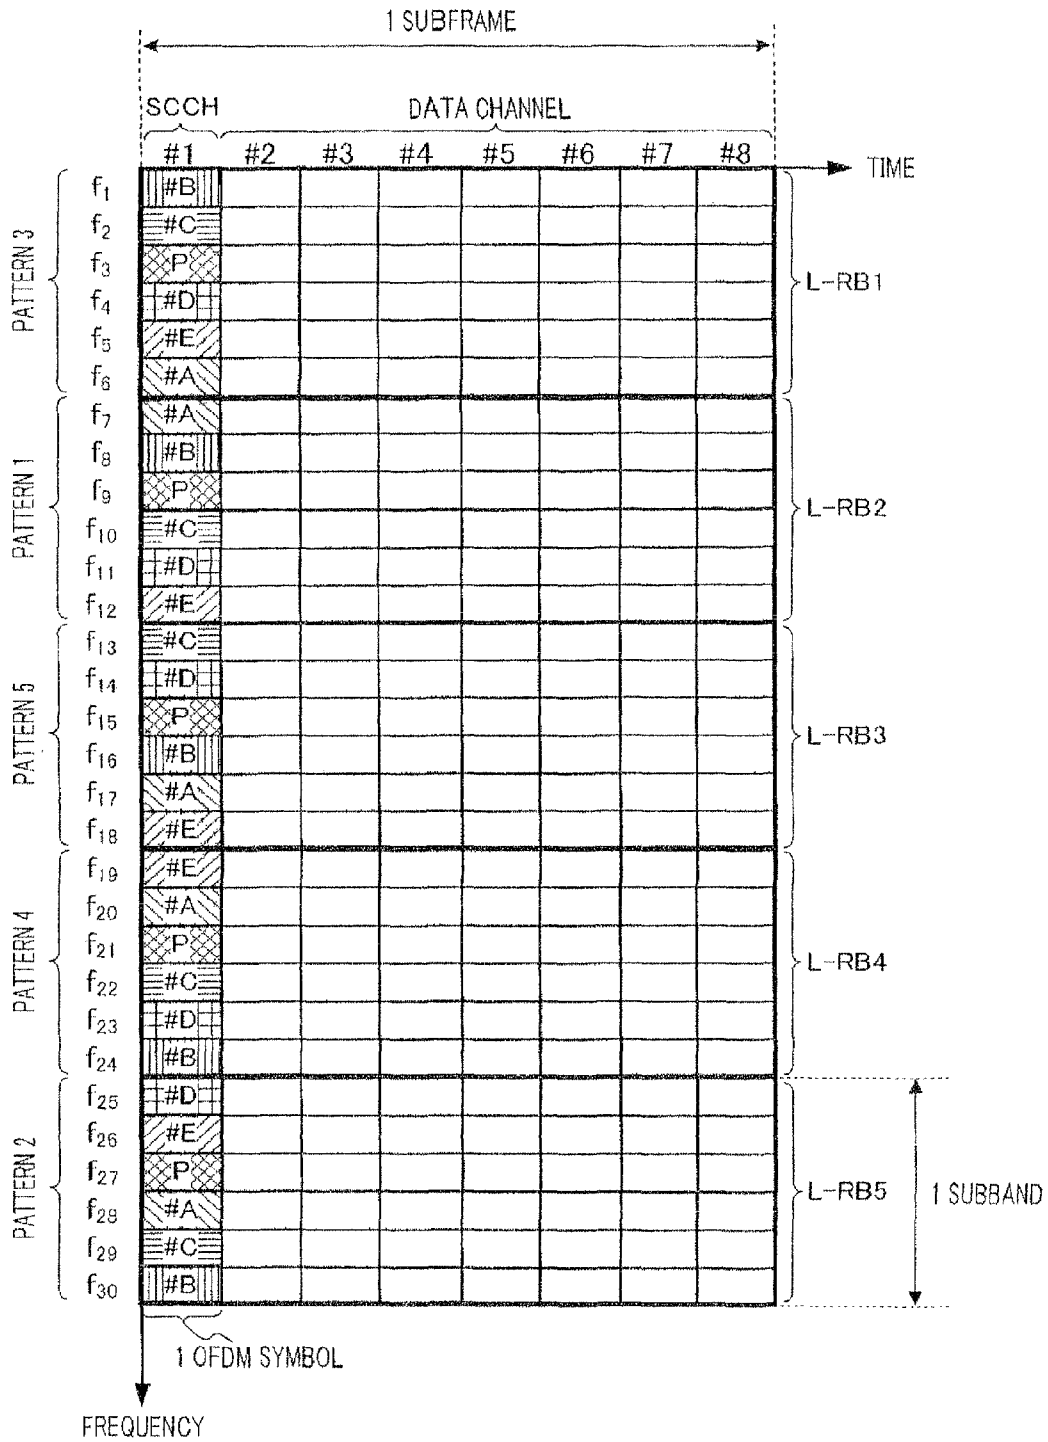 1 SUBFRAME
SCCH DATA CHANNEL
#1 #2 #3 #4 #5 #6 #7 #8 TIME
PATTERN 3
f1 #B
f2 #C
f3 P
f4 #D
f5 #E
f6 #A
L-RB1
PATTERN 1
f7 #A
f8 #B
f9 P
f10 #C
f11 #D
f12 #E
L-RB2
PATTERN 5
f13 #C
f14 #D
f15 P
f16 #B
f17 #A
f18 #E
L-RB3
PATTERN 4
f19 #E
f20 #A
f21 P
f22 #C
f23 #D
f24 #B
L-RB4
PATTERN 2
f25 #D
f26 #E
f27 P
f28 #A
f29 #C
f30 #B
L-RB5
1 SUBBAND
1 OFDM SYMBOL
FREQUENCY